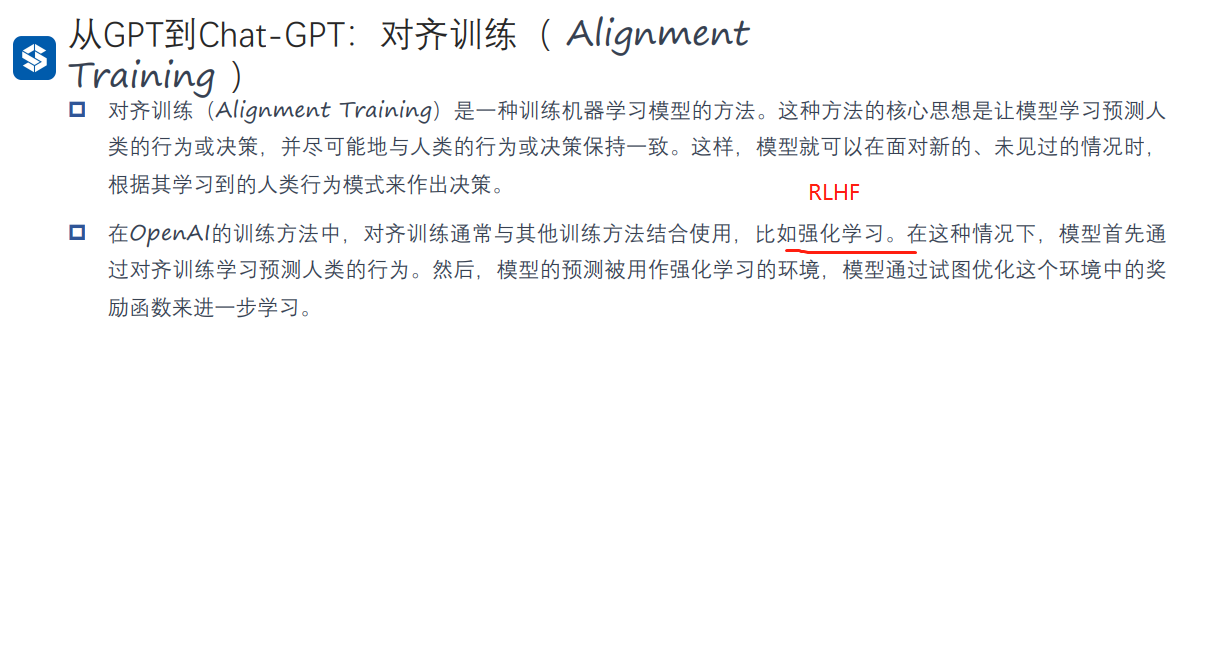 从GPT到Chat-GPT：对齐训练（ Alignment
Training ）
对齐训练（Alignment Training）是一种训练机器学习模型的方法。这种方法的核心思想是让模型学习预测人
类的行为或决策，并尽可能地与人类的行为或决策保持一致。这样，模型就可以在面对新的、未见过的情况时，
根据其学习到的人类行为模式来作出决策。
RLHF
在OpenAI的训练方法中，对齐训练通常与其他训练方法结合使用，比如强化学习。在这种情况下，模型首先通
过对齐训练学习预测人类的行为。然后，模型的预测被用作强化学习的环境，模型通过试图优化这个环境中的奖
励函数来进一步学习。